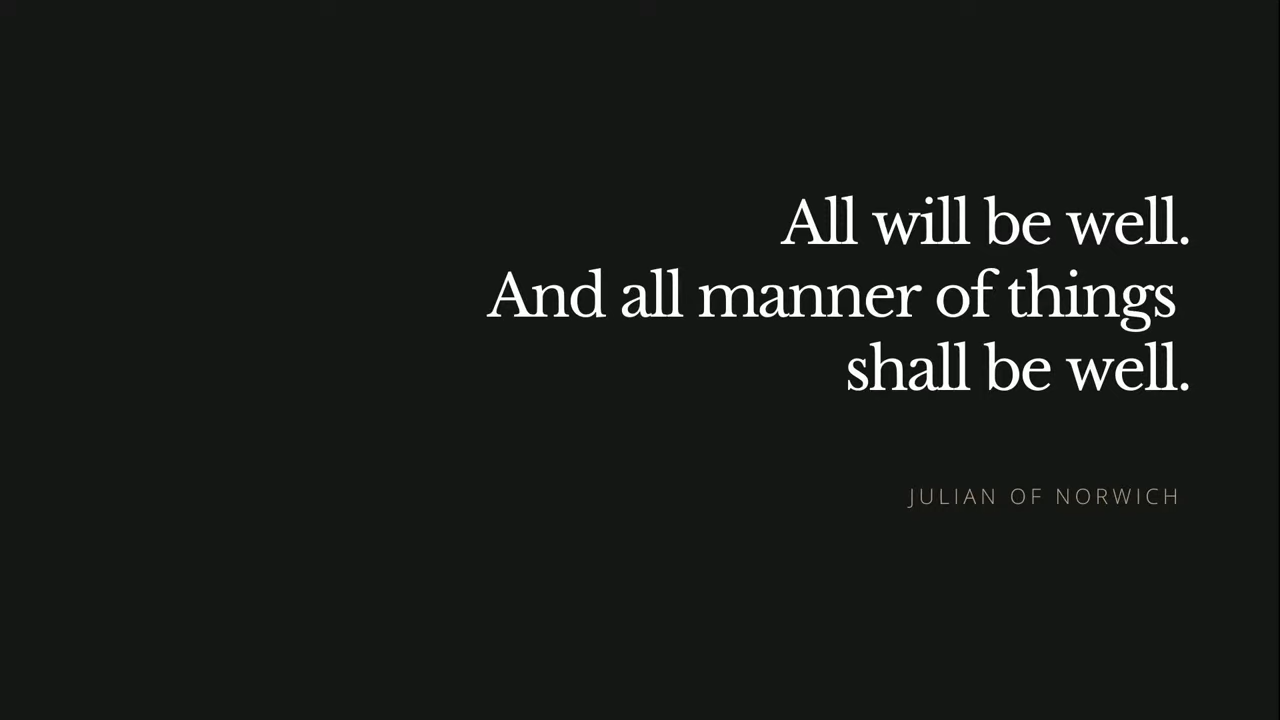 All will be well.
And all manner of things
shall be well.
JULIAN OF NORWICH